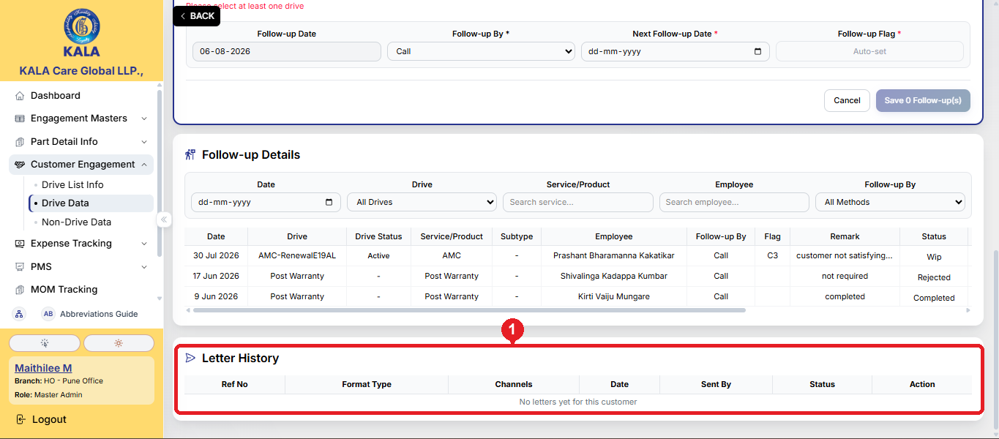 Please select at least one drive
BACK
KALA
KALA Care Global LLP.,
Dashboard
Engagement Masters
Part Detail Info
Customer Engagement
Drive List Info
Drive Data
Non-Drive Data
Expense Tracking
PMS
MOM Tracking
AB Abbreviations Guide
Maithilee M
Branch: HO - Pune Office
Role: Master Admin
Logout
Follow-up Date Follow-up By * Next Follow-up Date * Follow-up Flag *
06-08-2026 Call dd-mm-yyyy Auto-set
Cancel Save 0 Follow-up(s)
Follow-up Details
Date Drive Service/Product Employee Follow-up By
dd-mm-yyyy All Drives Search service... Search employee... All Methods
Date Drive Drive Status Service/Product Subtype Employee Follow-up By Flag Remark Status
30 Jul 2026 AMC-RenewalE19AL Active AMC - Prashant Bharamanna Kakatikar Call C3 customer not satisfying... Wip
17 Jun 2026 Post Warranty - Post Warranty - Shivalinga Kadappa Kumbar Call not required Rejected
9 Jun 2026 Post Warranty - Post Warranty - Kirti Vaiju Mungare Call completed Completed
1
Letter History
Ref No Format Type Channels Date Sent By Status Action
No letters yet for this customer